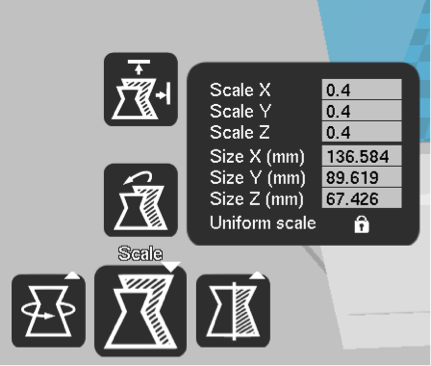 Scale X 0.4
Scale Y 0.4
Scale Z 0.4
Size X (mm) 136.584
Size Y (mm) 89.619
Size Z (mm) 67.426
Uniform scale
Scale